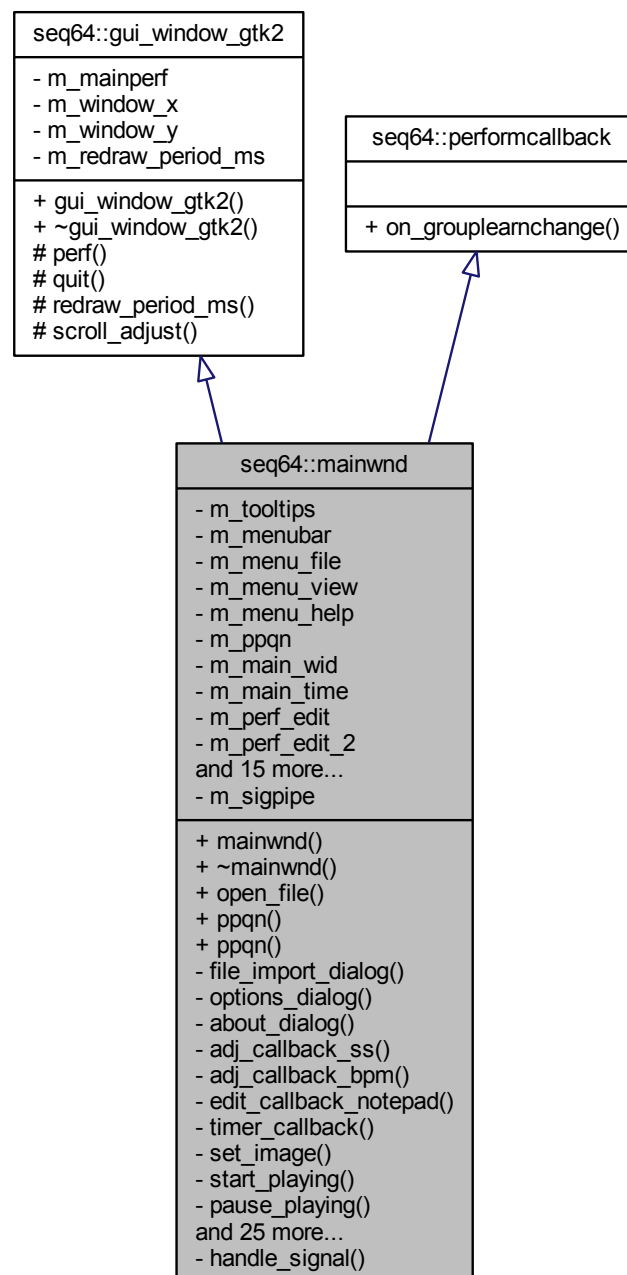 seq64::gui_window_gtk2
- m_mainperf
- m_window_x
- m_window_y
- m_redraw_period_ms
+ gui_window_gtk2()
+ ~gui_window_gtk2()
# perf()
# quit()
# redraw_period_ms()
# scroll_adjust()
seq64::performcallback
+ on_grouplearnchange()
seq64::mainwnd
- m_tooltips
- m_menubar
- m_menu_file
- m_menu_view
- m_menu_help
- m_ppqn
- m_main_wid
- m_main_time
- m_perf_edit
- m_perf_edit_2
and 15 more...
- m_sigpipe
+ mainwnd()
+ ~mainwnd()
+ open_file()
+ ppqn()
+ ppqn()
- file_import_dialog()
- options_dialog()
- about_dialog()
- adj_callback_ss()
- adj_callback_bpm()
- edit_callback_notepad()
- timer_callback()
- set_image()
- start_playing()
- pause_playing()
and 25 more...
- handle_signal()